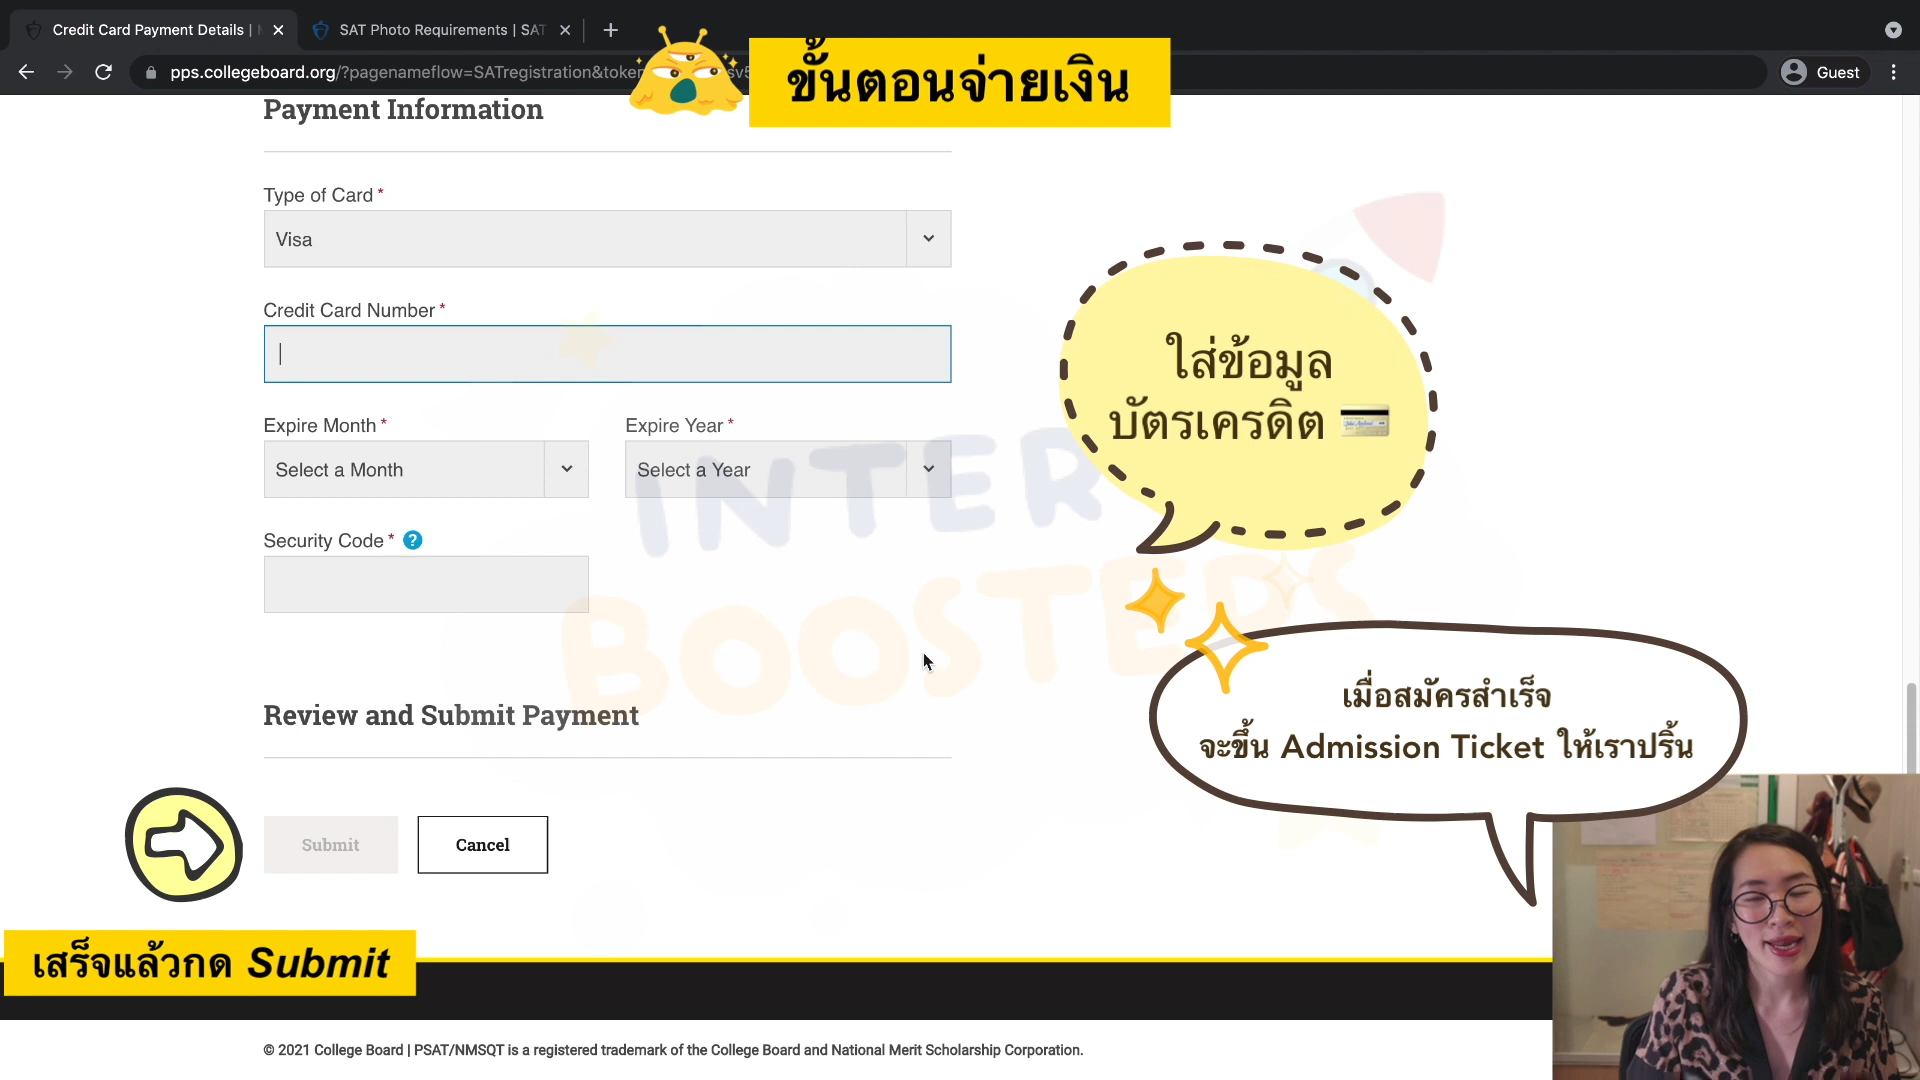 Credit Card Payment Details |
SAT Photo Requirements | SAT
pps.collegeboard.org/?pagenameflow=SATregistration&token
Guest
ขั้นตอนจ่ายเงิน
Payment Information
Type of Card *
Visa
Credit Card Number *
ใส่ข้อมูล
บัตรเครดิต
Expire Month *
Expire Year *
Select a Month
Select a Year
INTER
BOOSTERS
Security Code * ?
เมื่อสมัครสำเร็จ
จะขึ้น Admission Ticket ให้เราปริ้น
Review and Submit Payment
Submit
Cancel
เสร็จแล้วกด Submit
© 2021 College Board | PSAT/NMSQT is a registered trademark of the College Board and National Merit Scholarship Corporation.